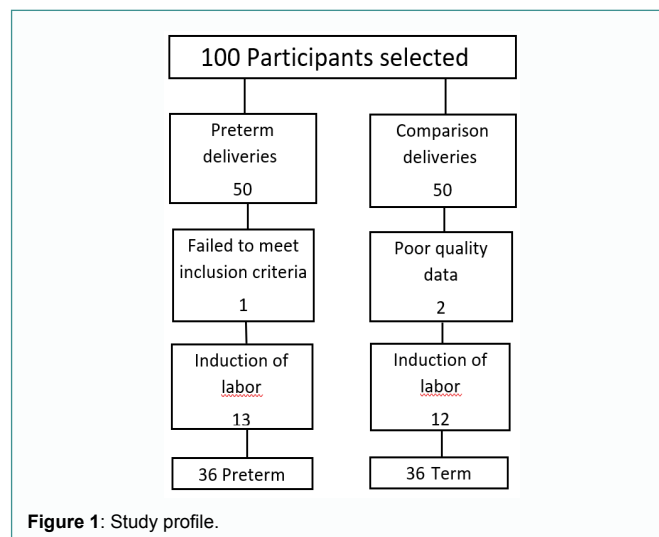 100 Participants selected
Preterm
deliveries
50
Comparison
deliveries
50
Failed to meet
inclusion criteria
1
Poor quality
data
2
Induction of
labor
13
Induction of
labor
12
36 Preterm
36 Term
Figure 1: Study profile.